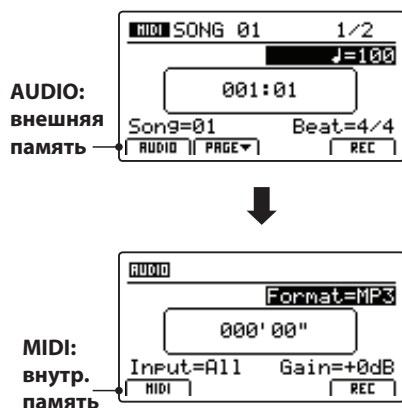 MIDI SONG 01 1/2
♩=100
001:01
Song=01 Beat=4/4
AUDIO PAGE▼ REC
AUDIO:
внешняя
память
AUDIO
Format=MP3
000'00"
Input=All Gain=+0dB
MIDI REC
MIDI:
внутр.
память